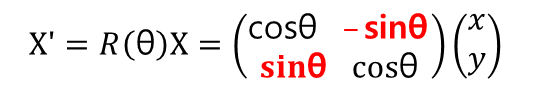 X' = R(θ)X = (cosθ −sinθ) (x)
(sinθ cosθ) (y)